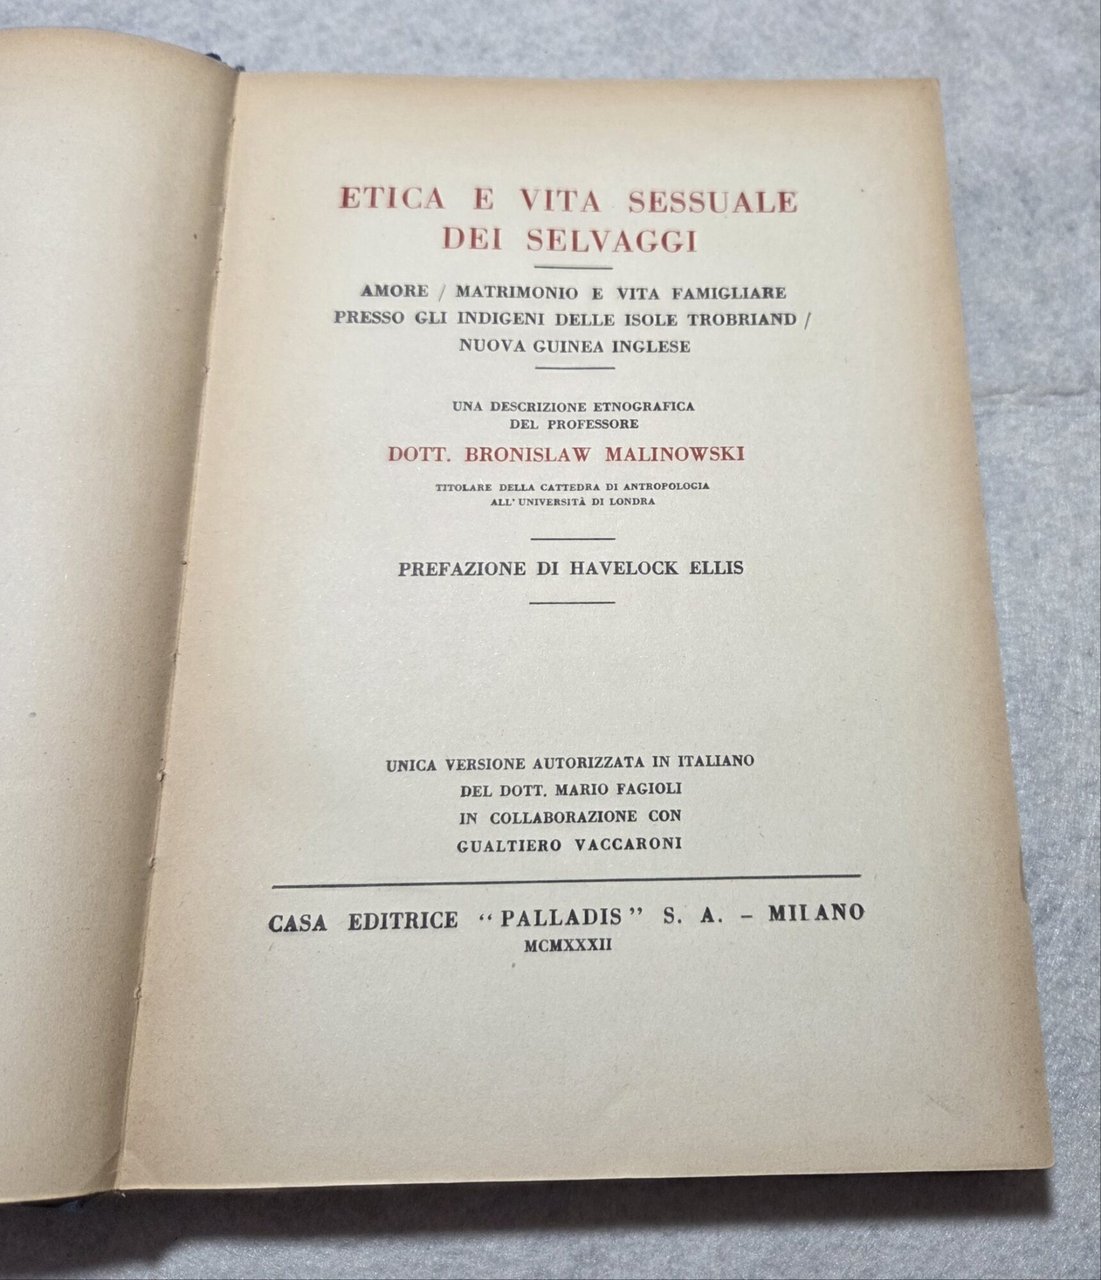 ETICA E VITA SESSUALE
DEI SELVAGGI
AMORE / MATRIMONIO E VITA FAMIGLIARE
PRESSO GLI INDIGENI DELLE ISOLE TROBRIAND /
NUOVA GUINEA INGLESE
UNA DESCRIZIONE ETNOGRAFICA
DEL PROFESSORE
DOTT. BRONISLAW MALINOWSKI
TITOLARE DELLA CATTEDRA DI ANTROPOLOGIA
ALL' UNIVERSITÀ DI LONDRA
PREFAZIONE DI HAVELOCK ELLIS
UNICA VERSIONE AUTORIZZATA IN ITALIANO
DEL DOTT. MARIO FAGIOLI
IN COLLABORAZIONE CON
GUALTIERO VACCARONI
CASA EDITRICE “PALLADIS” S. A. – MILANO
MCMXXXII